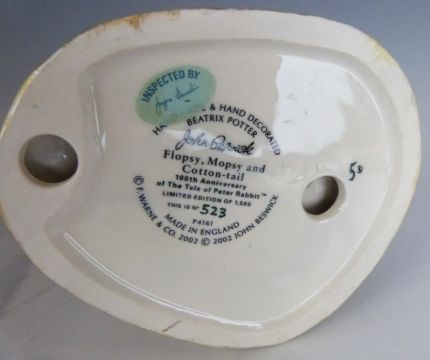 INSPECTED BY
& HAND DECORATED
BEATRIX POTTER
John Beswick
Flopsy, Mopsy and
Cotton-tail
100th Anniversary
of The Tale of Peter Rabbit™
LIMITED EDITION OF 1,500
THIS IS Nº 523
P4161
MADE IN ENGLAND
© F. WARNE & CO. 2002 © 2002 JOHN BESWICK